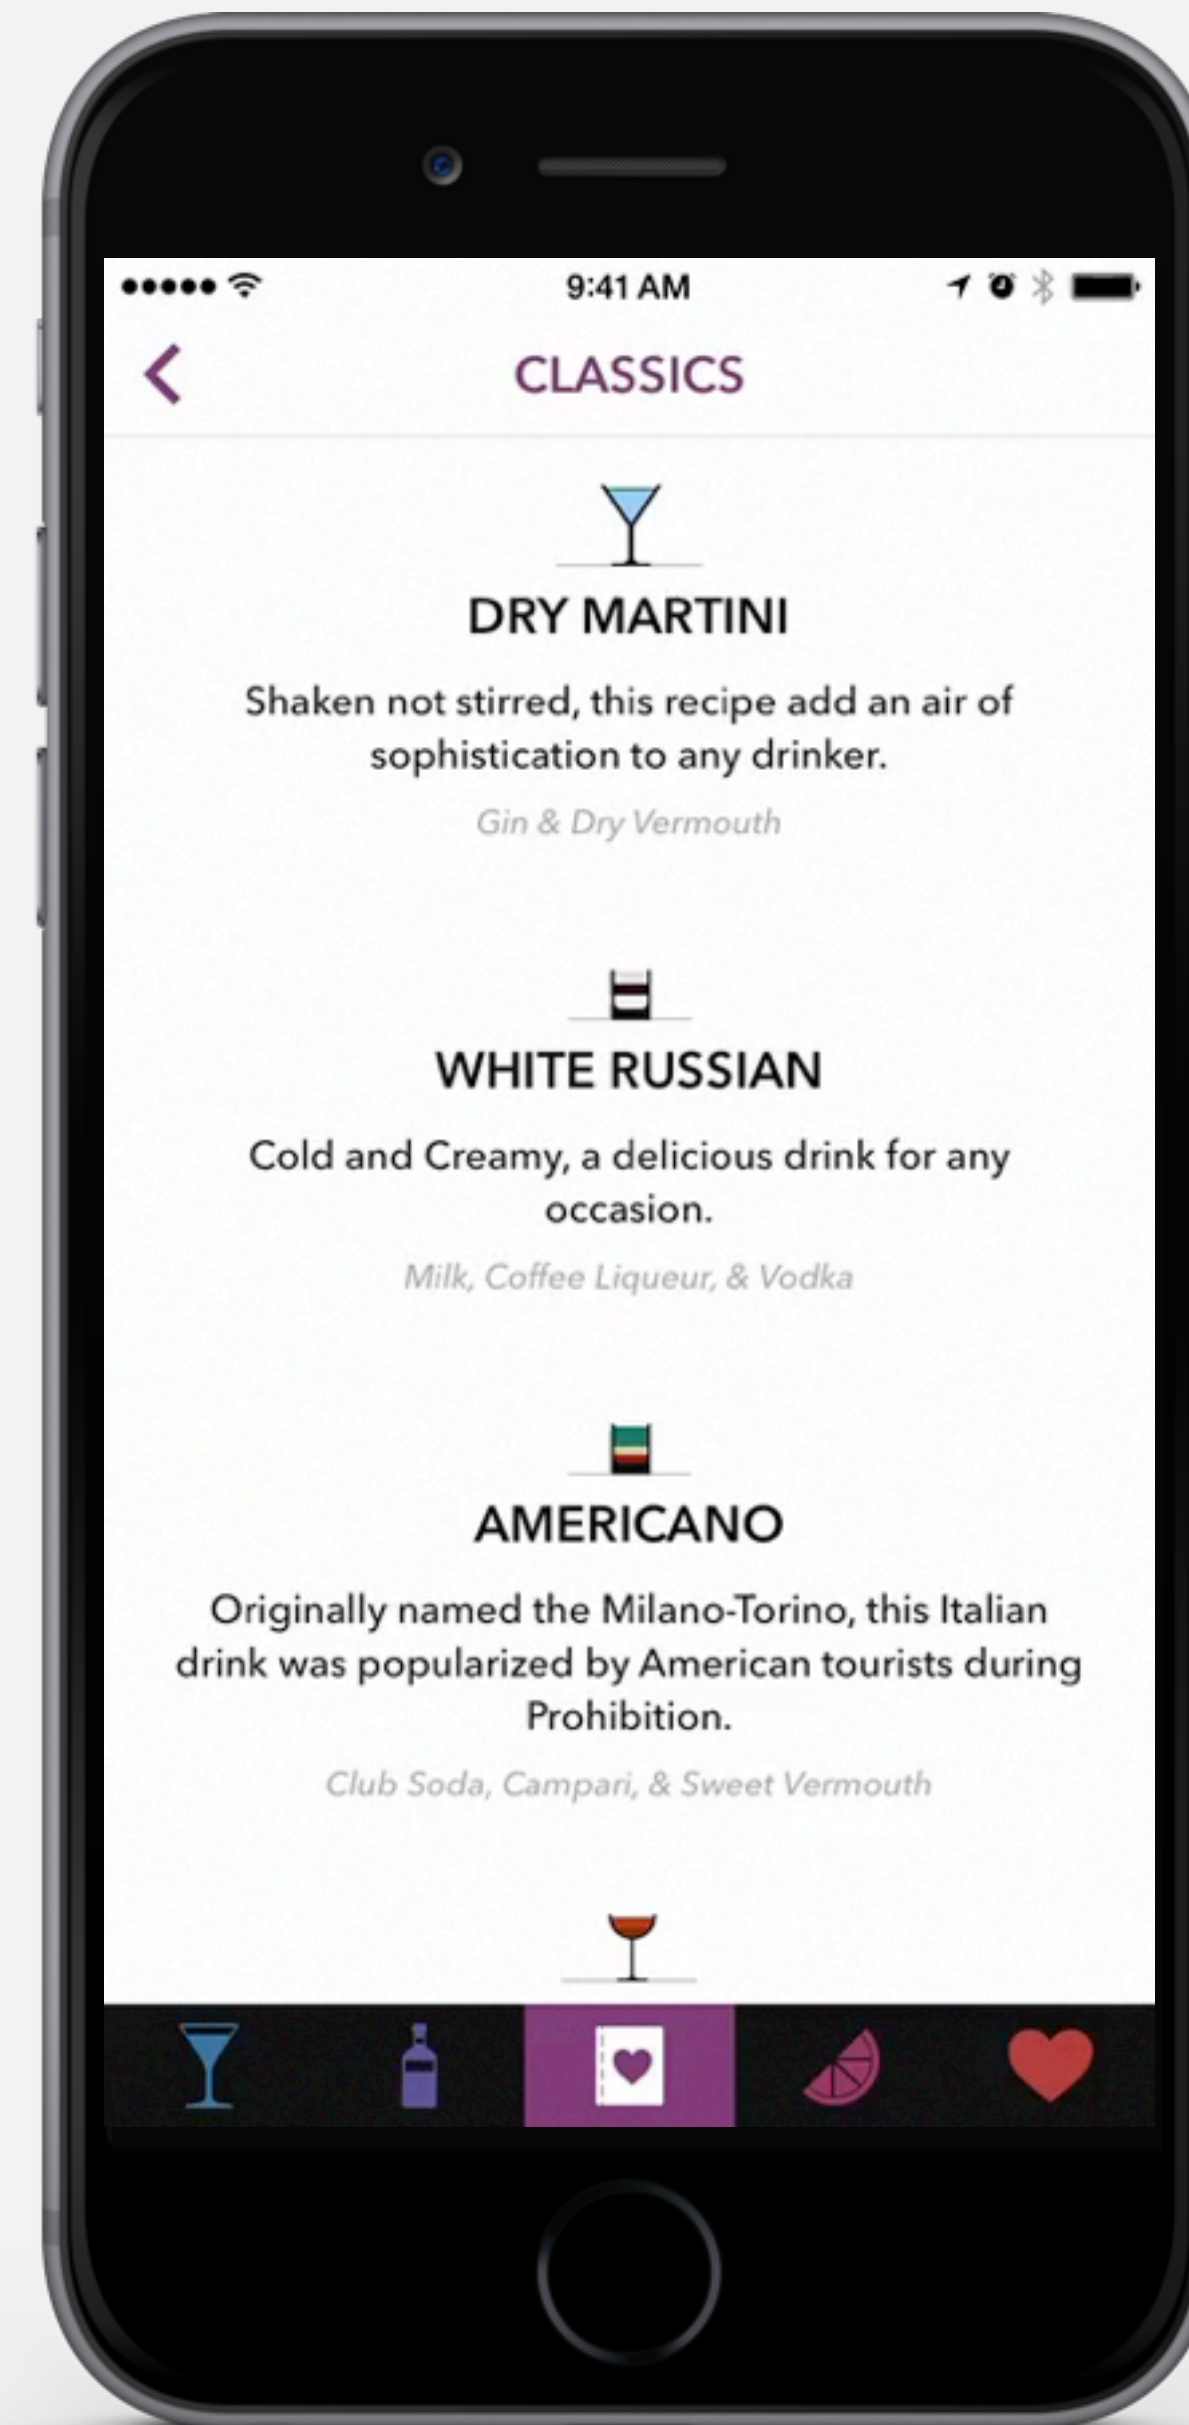 9:41 AM
CLASSICS
DRY MARTINI
Shaken not stirred, this recipe add an air of
sophistication to any drinker.
Gin & Dry Vermouth
WHITE RUSSIAN
Cold and Creamy, a delicious drink for any
occasion.
Milk, Coffee Liqueur, & Vodka
AMERICANO
Originally named the Milano-Torino, this Italian
drink was popularized by American tourists during
Prohibition.
Club Soda, Campari, & Sweet Vermouth